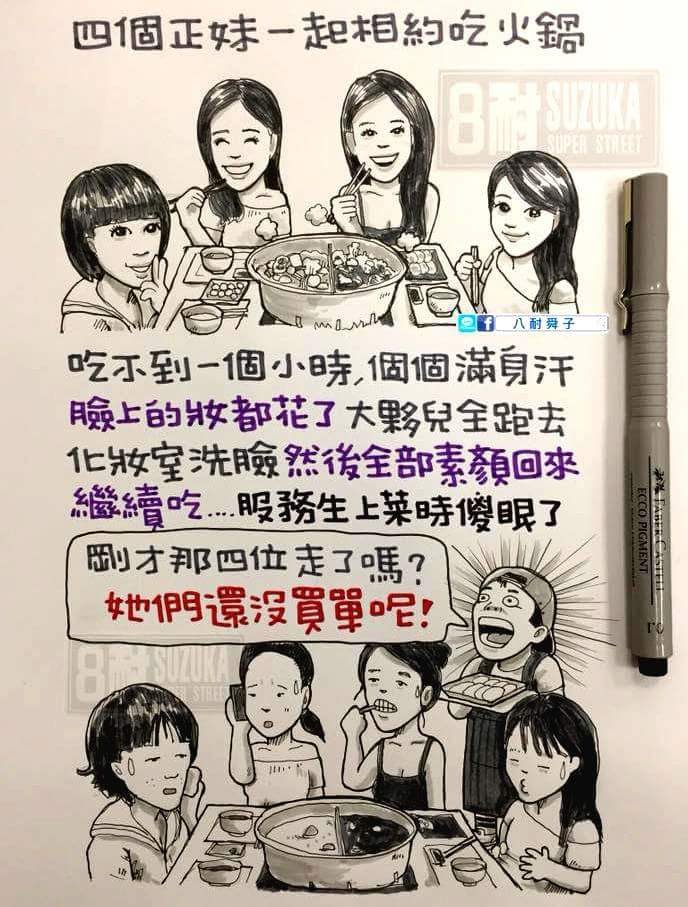 四個正妹一起相約吃火鍋
8耐 SUZUKA
SUPER STREET
八耐舜子
吃不到一個小時,個個滿身汗
臉上的妝都花了大夥兒全跑去
化妝室洗臉然後全部素顏回來
繼續吃....服務生上菜時傻眼了
剛才那四位走了嗎?
她們還沒買單呢!
8耐 SUZUKA
SUPER STREET
FABER-CASTELL
ECCO PIGMENT